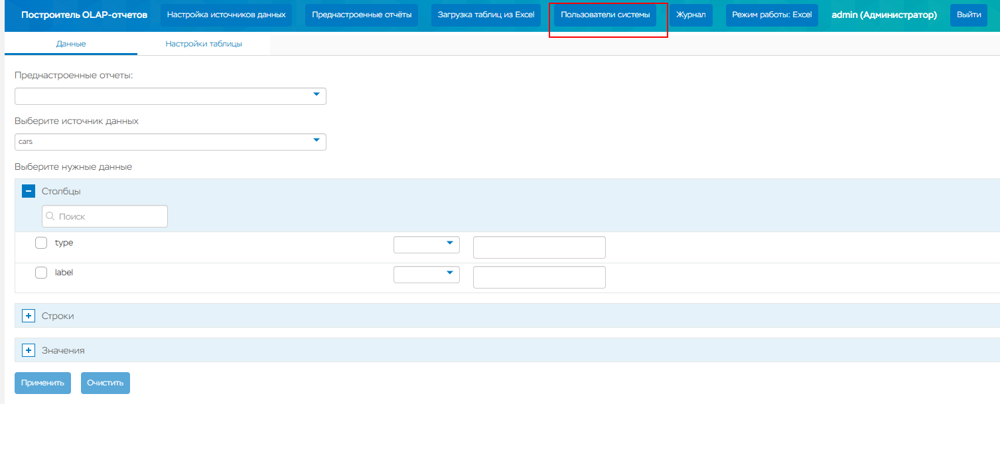 Построитель OLAP-отчетов Настройка источников данных Преднастроенные отчёты Загрузка таблиц из Excel Пользователи системы Журнал Режим работы: Excel admin (Администратор) Выйти
Данные Настройки таблицы
Преднастроенные отчеты:
Выберите источник данных
cars
Выберите нужные данные
Столбцы
Поиск
type
label
Строки
Значения
Применить Очистить